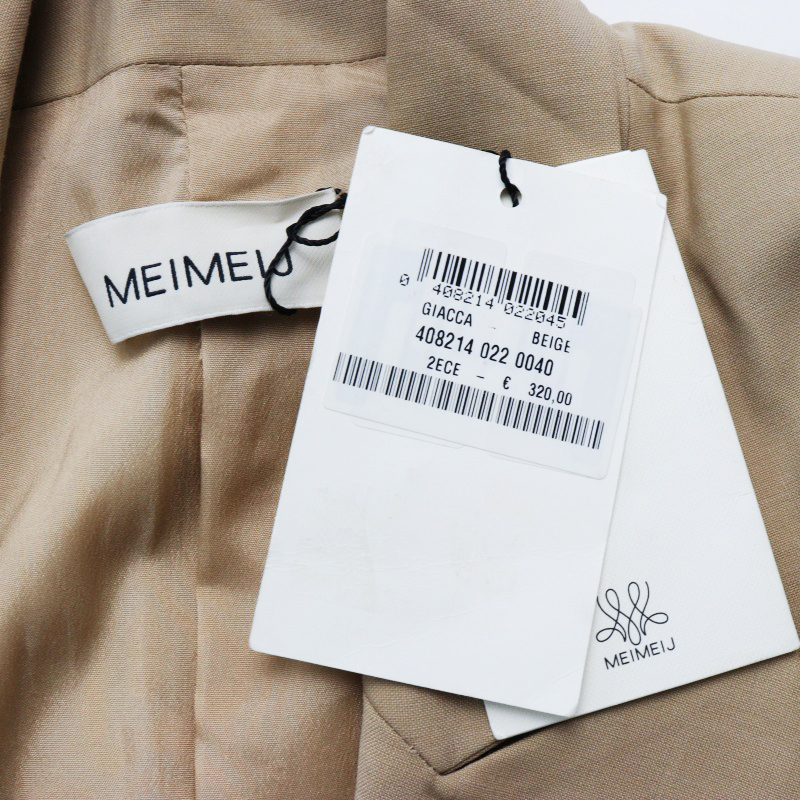 MEIMEIJ
0 408214 022045
GIACCA - BEIGE
408214 022 0040
2ECE - € 320,00
MEIMEIJ